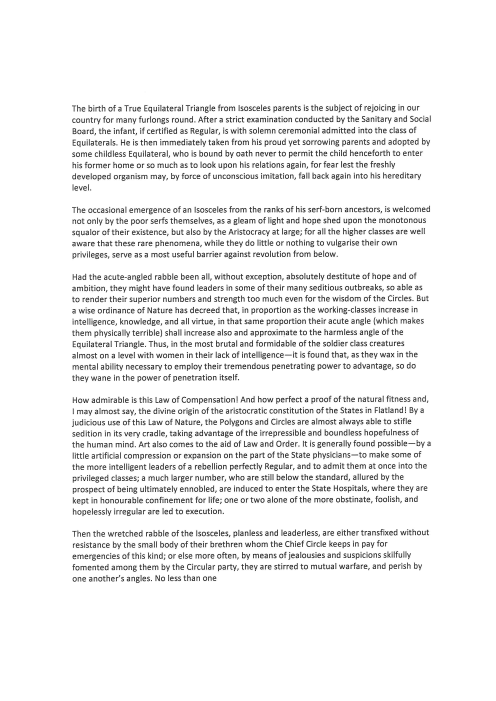 The birth of a True Equilateral Triangle from Isosceles parents is the subject of rejoicing in our
country for many furlongs round. After a strict examination conducted by the Sanitary and Social
Board, the infant, if certified as Regular, is with solemn ceremonial admitted into the class of
Equilaterals. He is then immediately taken from his proud yet sorrowing parents and adopted by
some childless Equilateral, who is bound by oath never to permit the child henceforth to enter
his former home or so much as to look upon his relations again, for fear lest the freshly
developed organism may, by force of unconscious imitation, fall back again into his hereditary
level.
The occasional emergence of an Isosceles from the ranks of his serf-born ancestors, is welcomed
not only by the poor serfs themselves, as a gleam of light and hope shed upon the monotonous
squalor of their existence, but also by the Aristocracy at large; for all the higher classes are well
aware that these rare phenomena, while they do little or nothing to vulgarise their own
privileges, serve as a most useful barrier against revolution from below.
Had the acute-angled rabble been all, without exception, absolutely destitute of hope and of
ambition, they might have found leaders in some of their many seditious outbreaks, so able as
to render their superior numbers and strength too much even for the wisdom of the Circles. But
a wise ordinance of Nature has decreed that, in proportion as the working-classes increase in
intelligence, knowledge, and all virtue, in that same proportion their acute angle (which makes
them physically terrible) shall increase also and approximate to the harmless angle of the
Equilateral Triangle. Thus, in the most brutal and formidable of the soldier class creatures
almost on a level with women in their lack of intelligence—it is found that, as they wax in the
mental ability necessary to employ their tremendous penetrating power to advantage, so do
they wane in the power of penetration itself.
How admirable is this Law of Compensation! And how perfect a proof of the natural fitness and,
I may almost say, the divine origin of the aristocratic constitution of the States in Flatland! By a
judicious use of this Law of Nature, the Polygons and Circles are almost always able to stifle
sedition in its very cradle, taking advantage of the irrepressible and boundless hopefulness of
the human mind. Art also comes to the aid of Law and Order. It is generally found possible—by a
little artificial compression or expansion on the part of the State physicians—to make some of
the more intelligent leaders of a rebellion perfectly Regular, and to admit them at once into the
privileged classes; a much larger number, who are still below the standard, allured by the
prospect of being ultimately ennobled, are induced to enter the State Hospitals, where they are
kept in honourable confinement for life; one or two alone of the more obstinate, foolish, and
hopelessly irregular are led to execution.
Then the wretched rabble of the Isosceles, planless and leaderless, are either transfixed without
resistance by the small body of their brethren whom the Chief Circle keeps in pay for
emergencies of this kind; or else more often, by means of jealousies and suspicions skilfully
fomented among them by the Circular party, they are stirred to mutual warfare, and perish by
one another's angles. No less than one